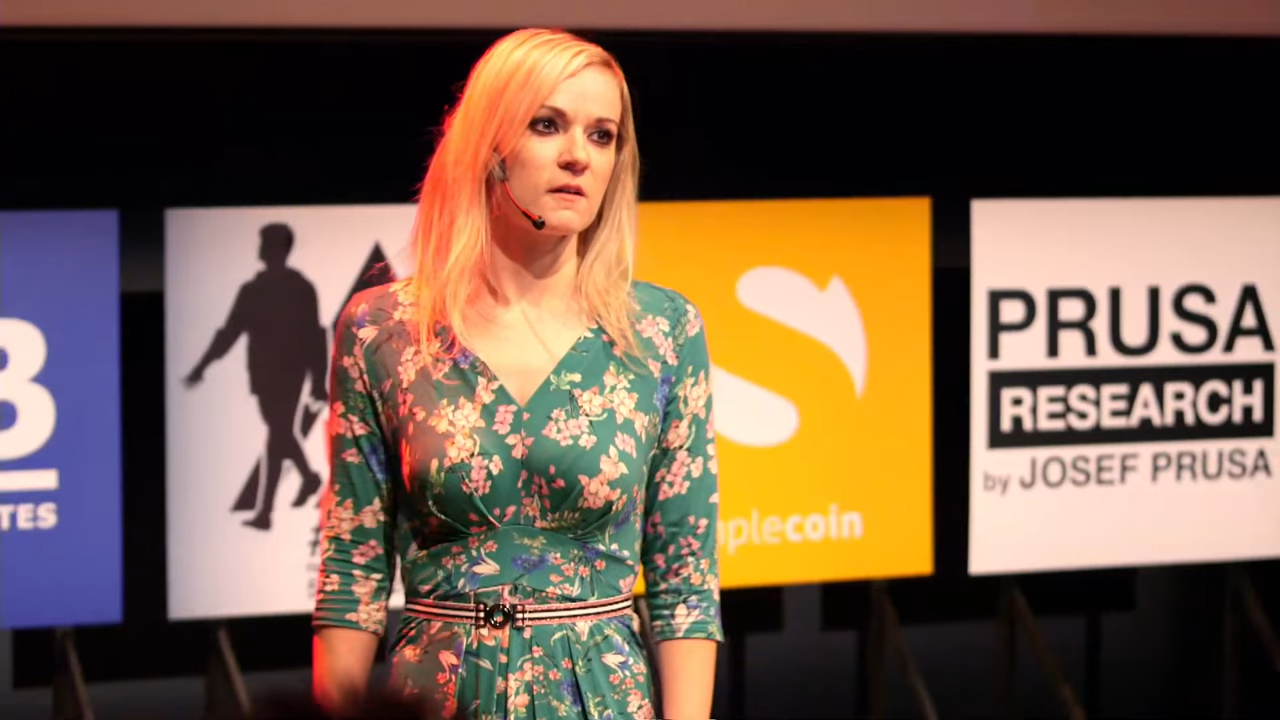 B
TES
plecoin
PRUSA
RESEARCH
by JOSEF PRUSA